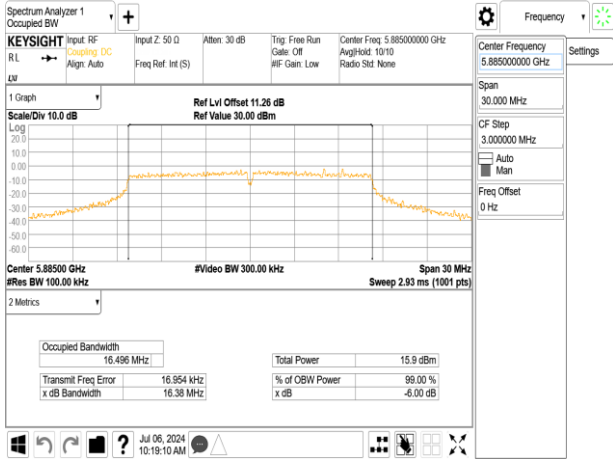 Spectrum Analyzer 1
Occupied BW
Frequency
KEYSIGHT
RL
Input: RF
Coupling: DC
Align: Auto
Input Z: 50 Ω
Freq Ref: Int (S)
Atten: 30 dB
Trig: Free Run
Gate: Off
#IF Gain: Low
Center Freq: 5.885000000 GHz
Avg|Hold: 10/10
Radio Std: None
LXI
Center Frequency
5.885000000 GHz
Settings
Span
30.000 MHz
CF Step
3.000000 MHz
Auto
Man
Freq Offset
0 Hz
1 Graph
Scale/Div 10.0 dB
Ref Lvl Offset 11.26 dB
Ref Value 30.00 dBm
Log
20.0
10.0
0.00
-10.0
-20.0
-30.0
-40.0
-50.0
-60.0
Center 5.88500 GHz
#Res BW 100.00 kHz
#Video BW 300.00 kHz
Span 30 MHz
Sweep 2.93 ms (1001 pts)
2 Metrics
Occupied Bandwidth
16.496 MHz
Total Power 15.9 dBm
Transmit Freq Error 16.954 kHz
% of OBW Power 99.00 %
x dB Bandwidth 16.38 MHz
x dB -6.00 dB
?
Jul 06, 2024
10:19:10 AM